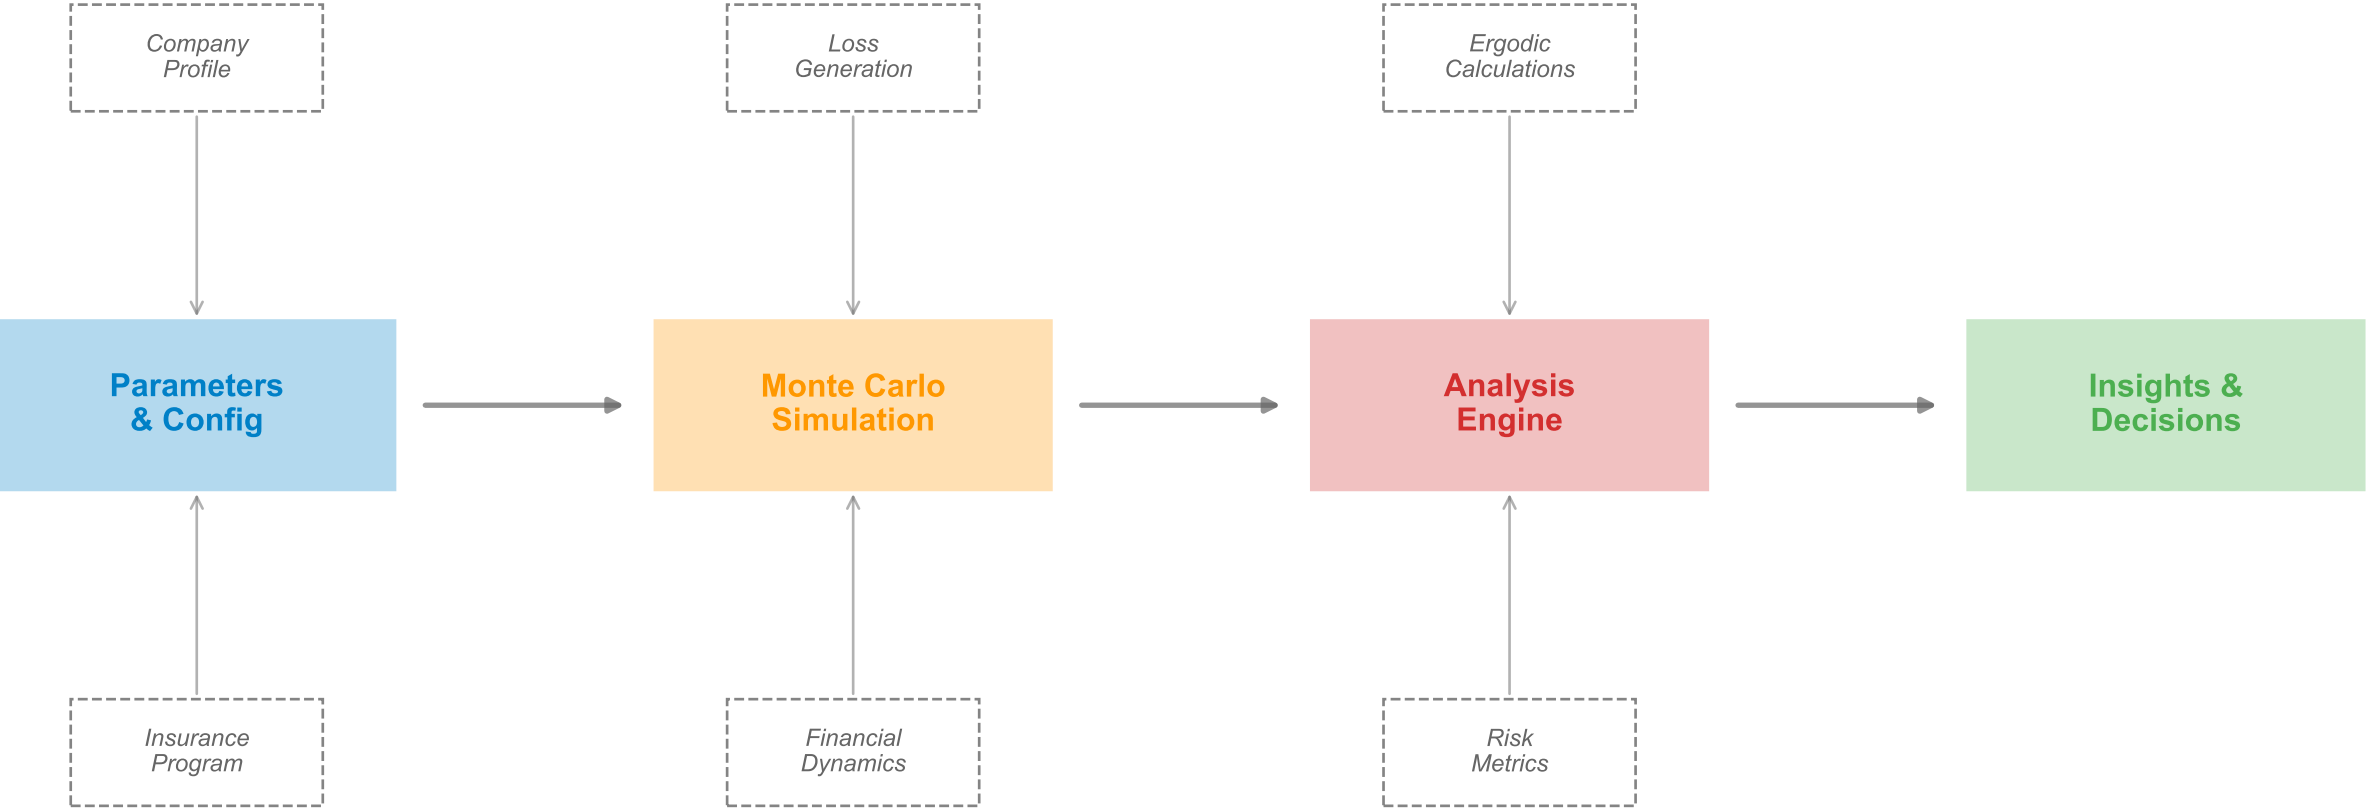 Company
Profile
Loss
Generation
Ergodic
Calculations
Parameters
& Config
Monte Carlo
Simulation
Analysis
Engine
Insights &
Decisions
Insurance
Program
Financial
Dynamics
Risk
Metrics